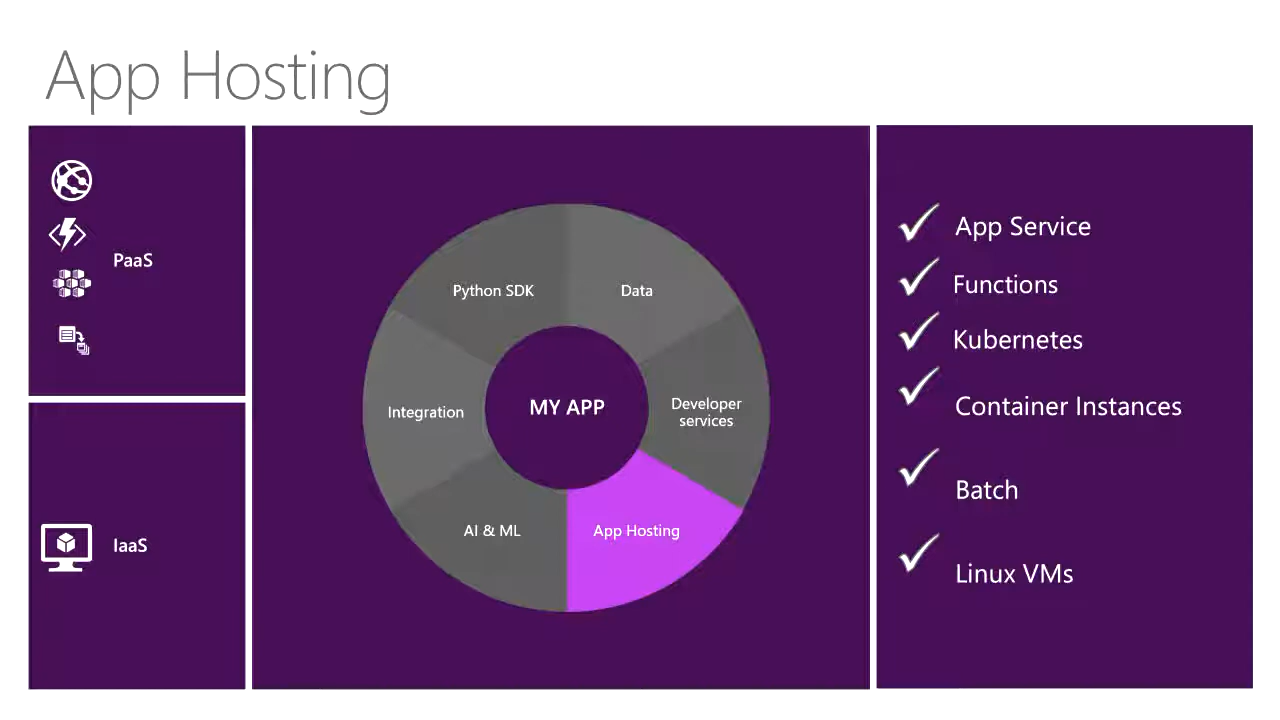 App Hosting
PaaS
IaaS
Python SDK
Data
Integration
MY APP
Developer
services
AI & ML
App Hosting
App Service
Functions
Kubernetes
Container Instances
Batch
Linux VMs